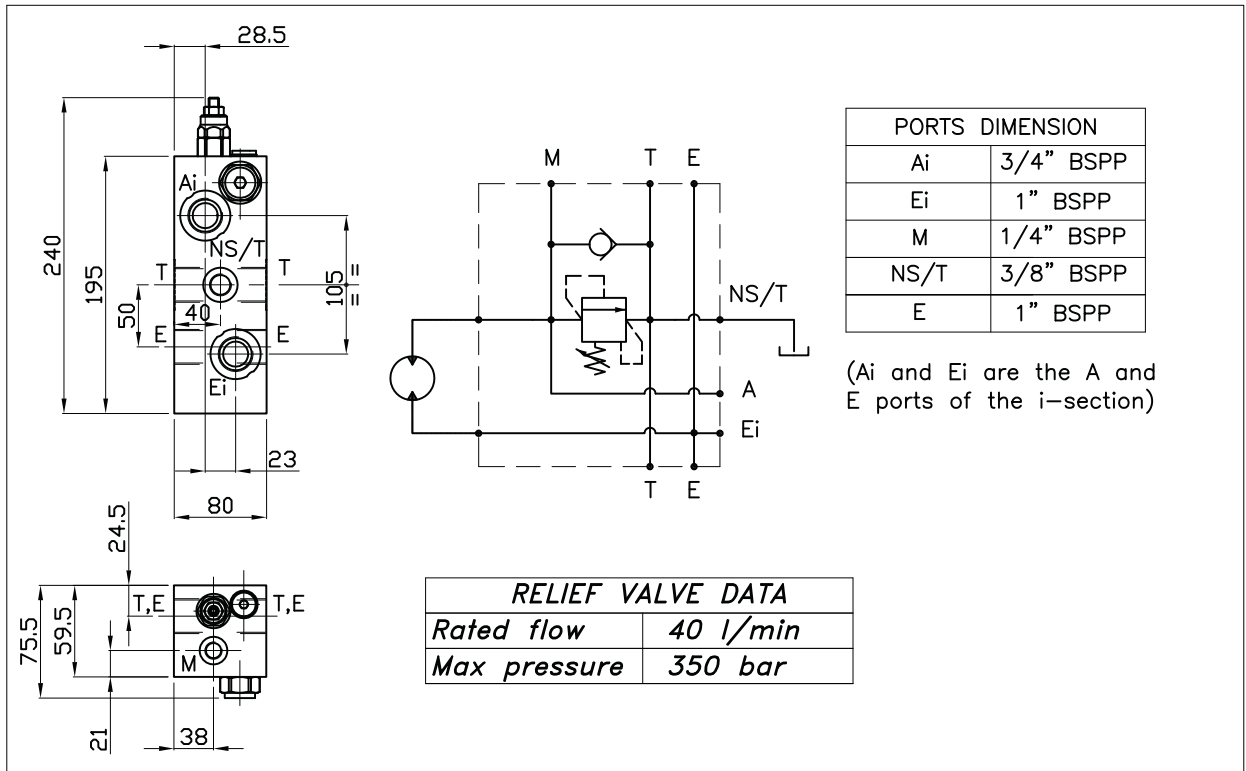 28.5
240
195
Ai
NS/T
T
T
105
=
=
50
40
E
E
Ei
23
80
24.5
75.5
59.5
T,E
T,E
M
21
38
M
T
E
NS/T
A
Ei
T
E
PORTS DIMENSION
Ai 3/4" BSPP
Ei 1" BSPP
M 1/4" BSPP
NS/T 3/8" BSPP
E 1" BSPP
(Ai and Ei are the A and
E ports of the i-section)
RELIEF VALVE DATA
Rated flow 40 l/min
Max pressure 350 bar